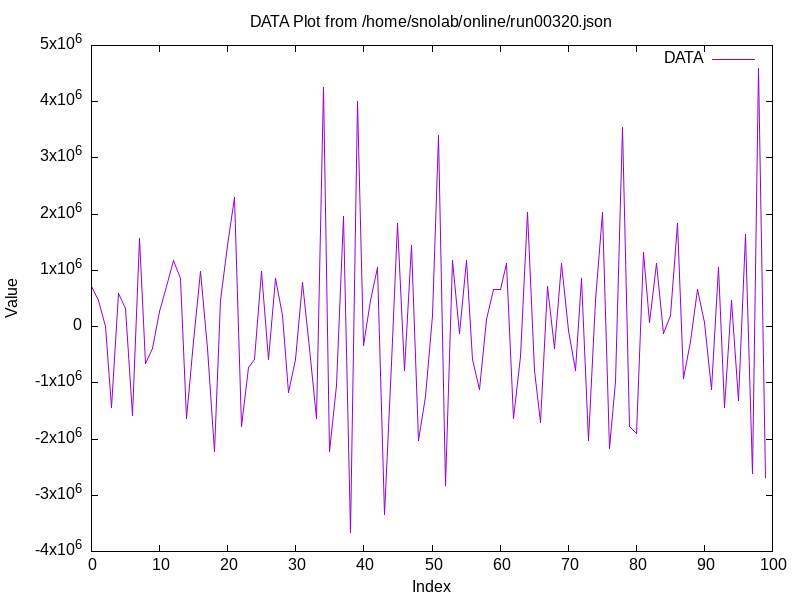 DATA Plot from /home/snolab/online/run00320.json
DATA
5x10^6
4x10^6
3x10^6
2x10^6
1x10^6
0
-1x10^6
-2x10^6
-3x10^6
-4x10^6
Value
0 10 20 30 40 50 60 70 80 90 100
Index